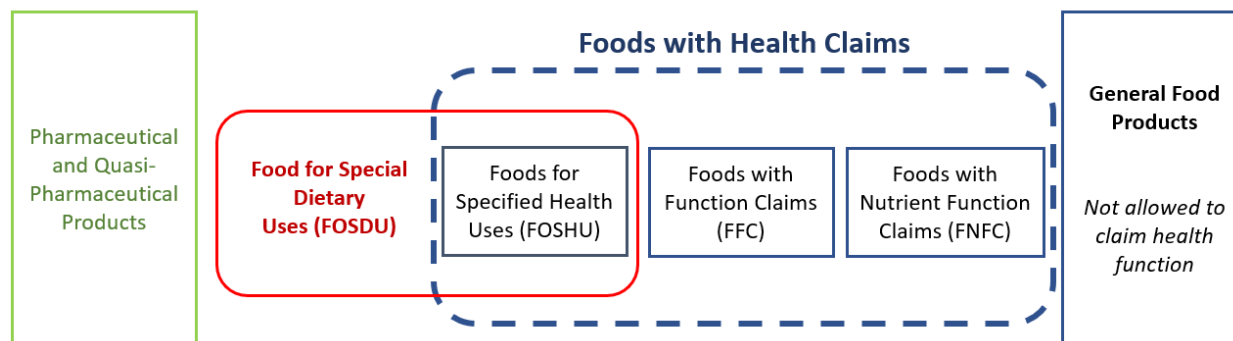 Pharmaceutical
and Quasi-
Pharmaceutical
Products
Foods with Health Claims
Food for Special
Dietary
Uses (FOSDU)
Foods for
Specified Health
Uses (FOSHU)
Foods with
Function Claims
(FFC)
Foods with
Nutrient Function
Claims (FNFC)
General Food
Products
Not allowed to
claim health
function